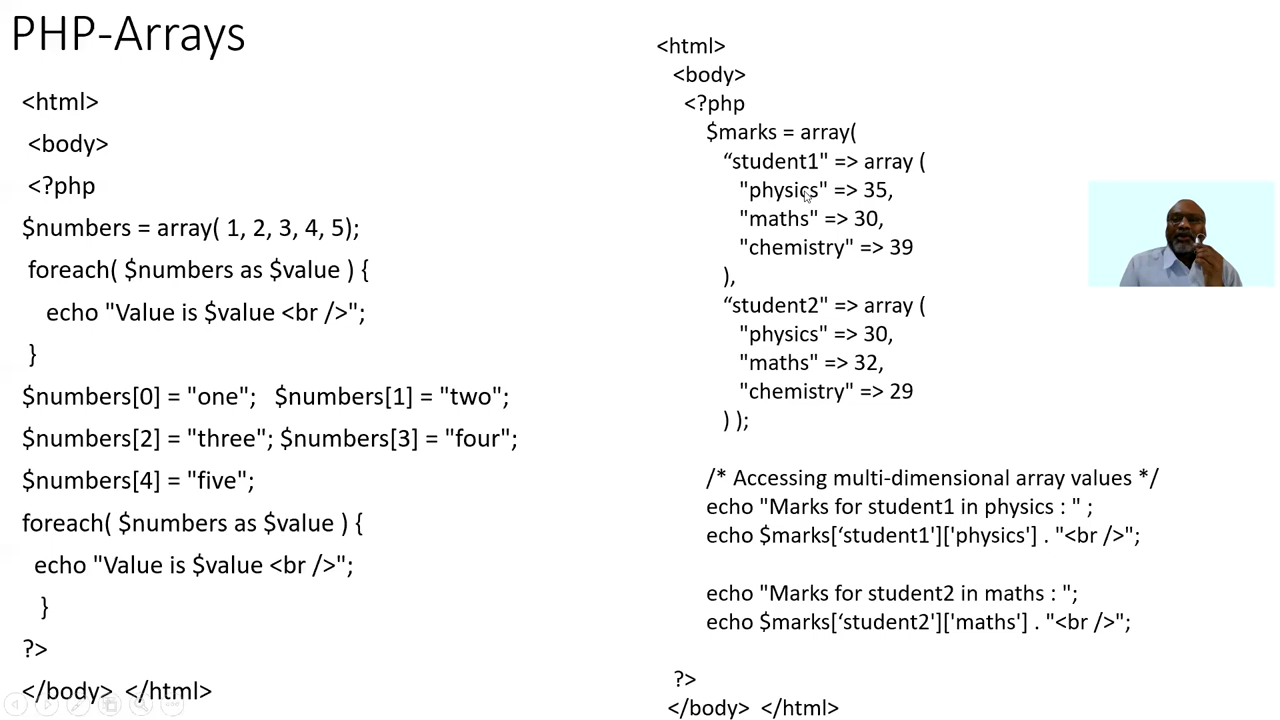 PHP-Arrays
<html>
<body>
<?php
$numbers = array( 1, 2, 3, 4, 5);
foreach( $numbers as $value ) {
echo "Value is $value <br />";
}
$numbers[0] = "one";   $numbers[1] = "two";
$numbers[2] = "three"; $numbers[3] = "four";
$numbers[4] = "five";
foreach( $numbers as $value ) {
echo "Value is $value <br />";
}
?>
</body>  </html>
<html>
<body>
<?php
$marks = array(
“student1" => array (
"physics" => 35,
"maths" => 30,
"chemistry" => 39
),
“student2" => array (
"physics" => 30,
"maths" => 32,
"chemistry" => 29
) );
/* Accessing multi-dimensional array values */
echo "Marks for student1 in physics : " ;
echo $marks[‘student1']['physics'] . "<br />";
echo "Marks for student2 in maths : ";
echo $marks[‘student2']['maths'] . "<br />";
?>
</body>  </html>